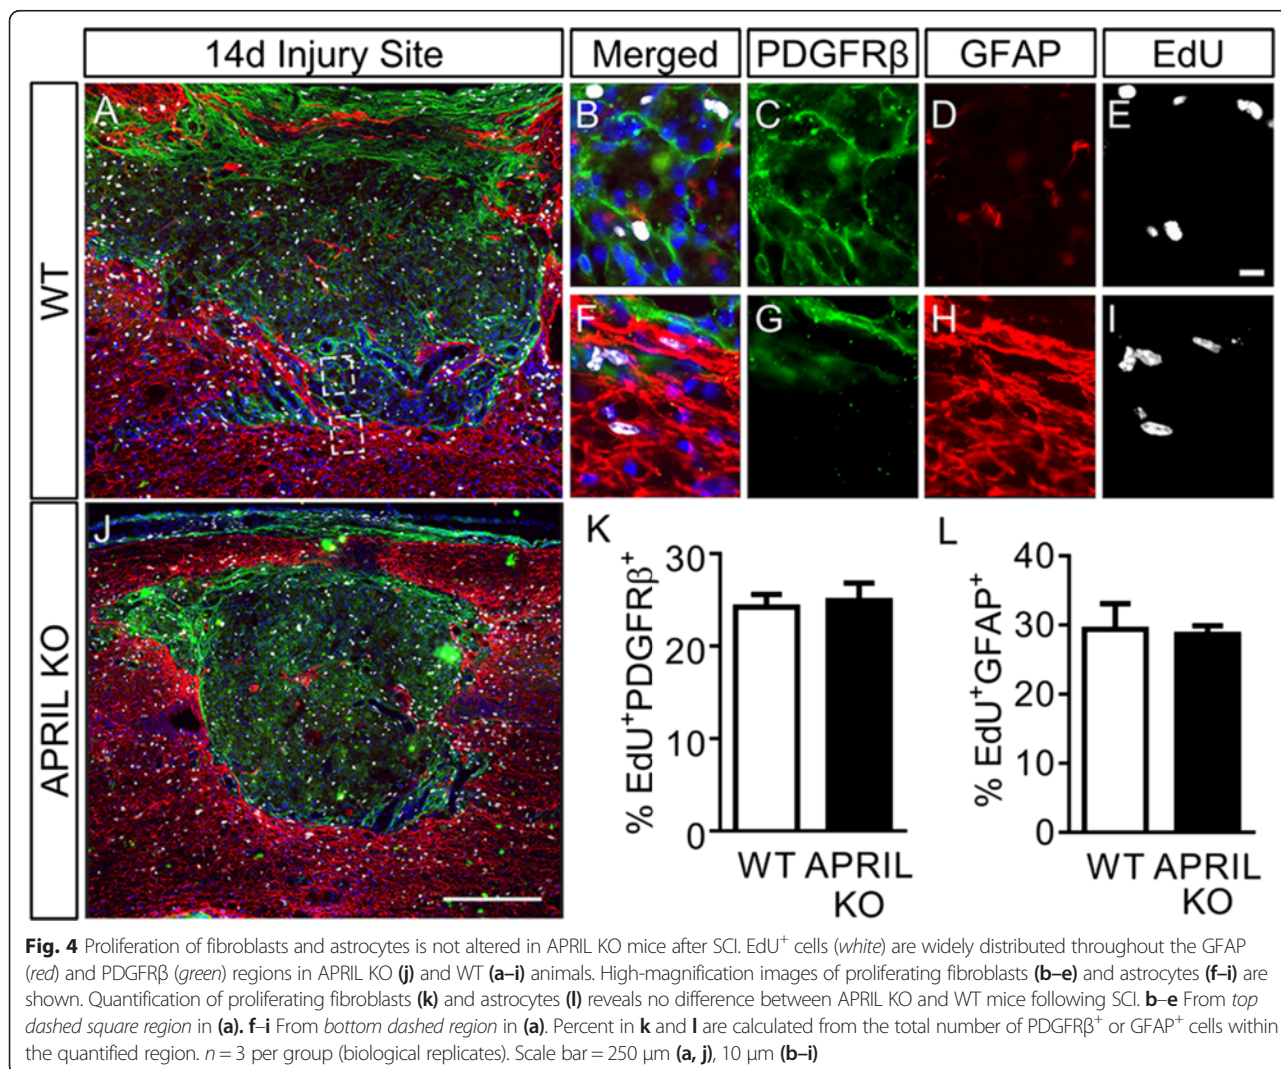 14d Injury Site
Merged
PDGFRβ
GFAP
EdU
WT
A
B
C
D
E
F
G
H
I
APRIL KO
J
K
% EdU⁺PDGFRβ⁺
30
20
10
0
WT APRIL
KO
L
% EdU⁺GFAP⁺
40
30
20
10
0
WT APRIL
KO
Fig. 4 Proliferation of fibroblasts and astrocytes is not altered in APRIL KO mice after SCI. EdU⁺ cells (white) are widely distributed throughout the GFAP
(red) and PDGFRβ (green) regions in APRIL KO (j) and WT (a–i) animals. High-magnification images of proliferating fibroblasts (b–e) and astrocytes (f–i) are
shown. Quantification of proliferating fibroblasts (k) and astrocytes (l) reveals no difference between APRIL KO and WT mice following SCI. b–e From top
dashed square region in (a). f–i From bottom dashed region in (a). Percent in k and l are calculated from the total number of PDGFRβ⁺ or GFAP⁺ cells within
the quantified region. n = 3 per group (biological replicates). Scale bar = 250 μm (a, j), 10 μm (b–i)